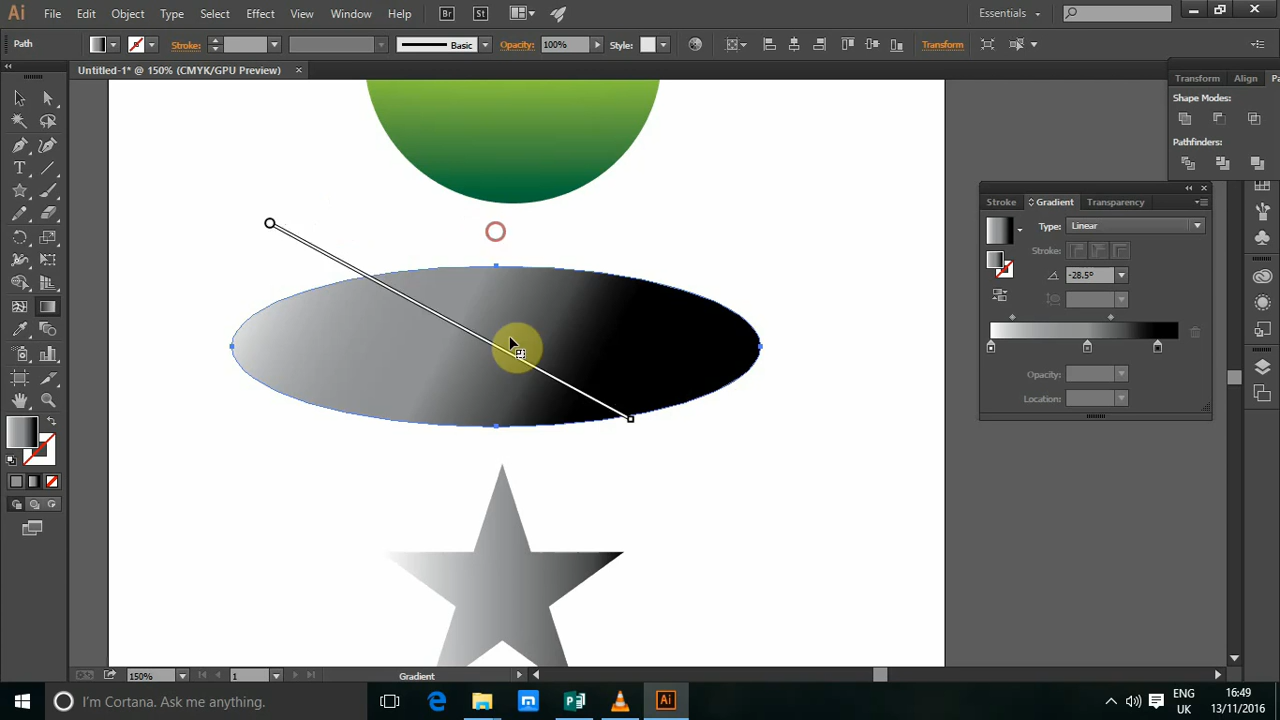 Ai File Edit Object Type Select Effect View Window Help Br St Essentials
Path Stroke: Basic Opacity: 100% Style: Transform
Untitled-1* @ 150% (CMYK/GPU Preview) ×
Transform Align Pa
Shape Modes:
Pathfinders:
Stroke Gradient Transparency
Type: Linear
Stroke:
-28.5°
Opacity:
Location:
150% 1 Gradient
I'm Cortana. Ask me anything.
Ai
ENG 16:49
UK 13/11/2016